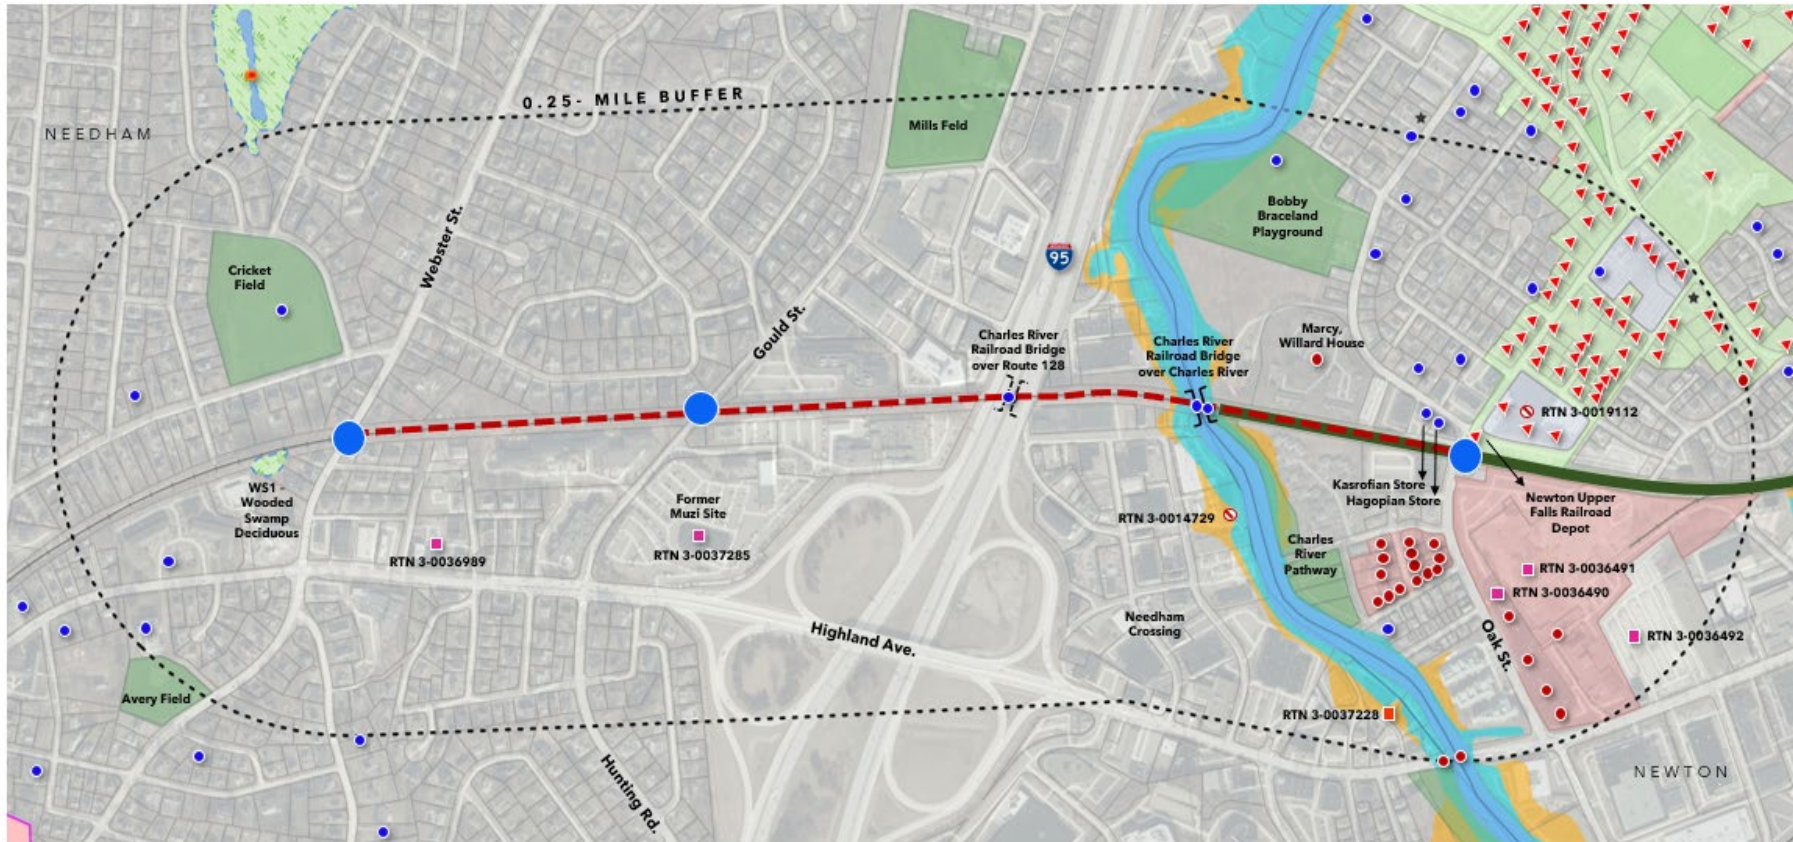 0.25- MILE BUFFER
NEEDHAM
Mills Feld
Bobby
Braceland
Playground
Webster St.
95
Cricket
Field
Gould St.
Charles River
Railroad Bridge
over Route 128
Charles River
Railroad Bridge
over Charles River
Marcy,
Willard House
RTN 3-0019112
WS1 -
Wooded
Swamp
Deciduous
Former
Muzi Site
Kasrofian Store
Hagopian Store
Newton Upper
Falls Railroad
Depot
RTN 3-0014729
RTN 3-0036989
RTN 3-0037285
Charles
River
Pathway
RTN 3-0036491
RTN 3-0036490
Needham
Crossing
Highland Ave.
Oak St.
RTN 3-0036492
Avery Field
RTN 3-0037228
Hunting Rd.
NEWTON